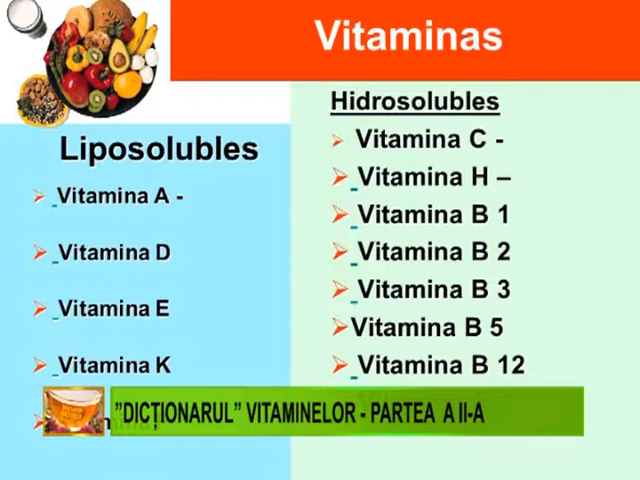 Vitaminas
Liposolubles
Vitamina A -
Vitamina D
Vitamina E
Vitamina K
Hidrosolubles
Vitamina C -
Vitamina H –
Vitamina B 1
Vitamina B 2
Vitamina B 3
Vitamina B 5
Vitamina B 12
”DICȚIONARUL” VITAMINELOR - PARTEA A II-A